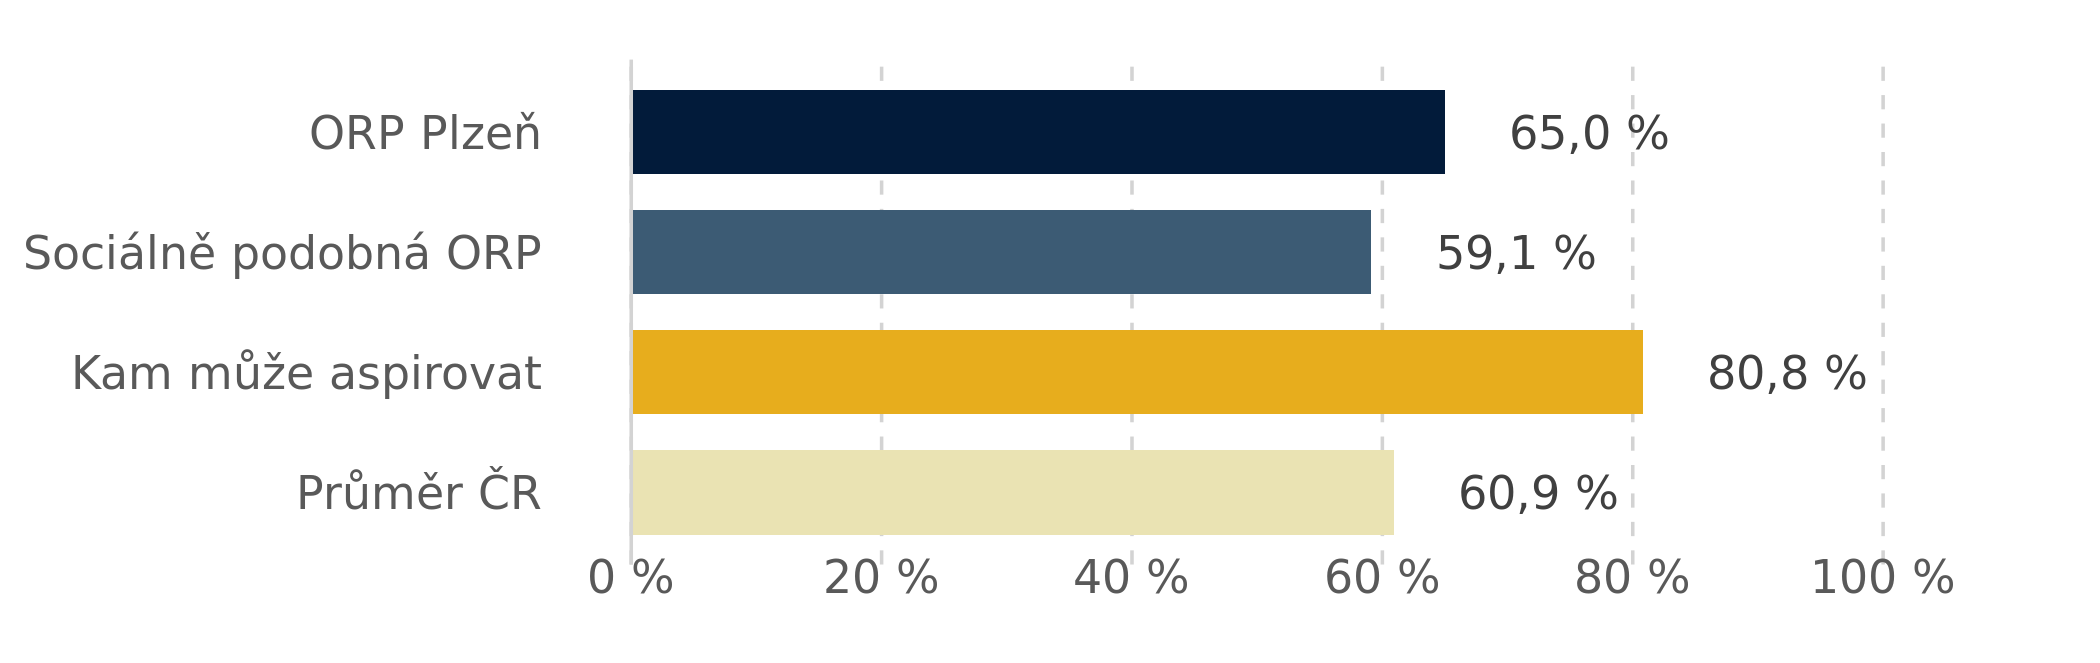 ORP Plzeň 65,0 %
Sociálně podobná ORP 59,1 %
Kam může aspirovat 80,8 %
Průměr ČR 60,9 %
0 % 20 % 40 % 60 % 80 % 100 %